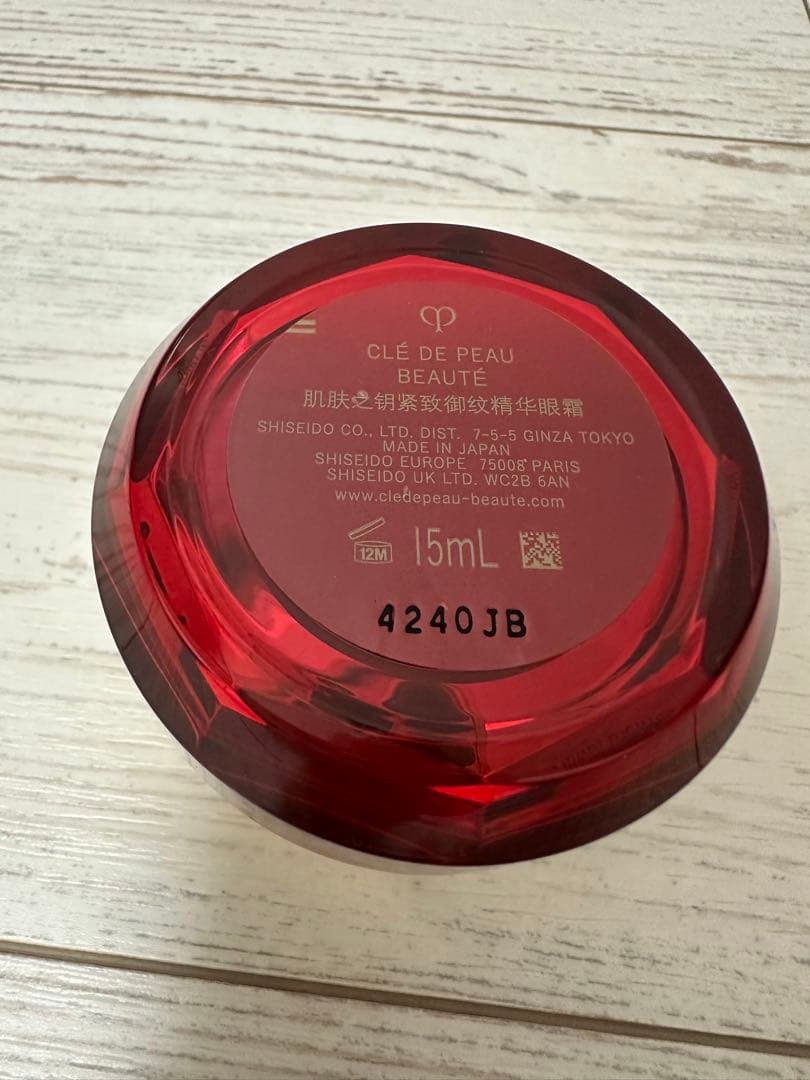 CLÉ DE PEAU
BEAUTÉ
肌肤之钥紧致御纹精华眼霜
SHISEIDO CO., LTD. DIST. 7-5-5 GINZA TOKYO
MADE IN JAPAN
SHISEIDO EUROPE 75008 PARIS
SHISEIDO UK LTD. WC2B 6AN
www.cledepeau-beaute.com
12M 15mL
4240JB